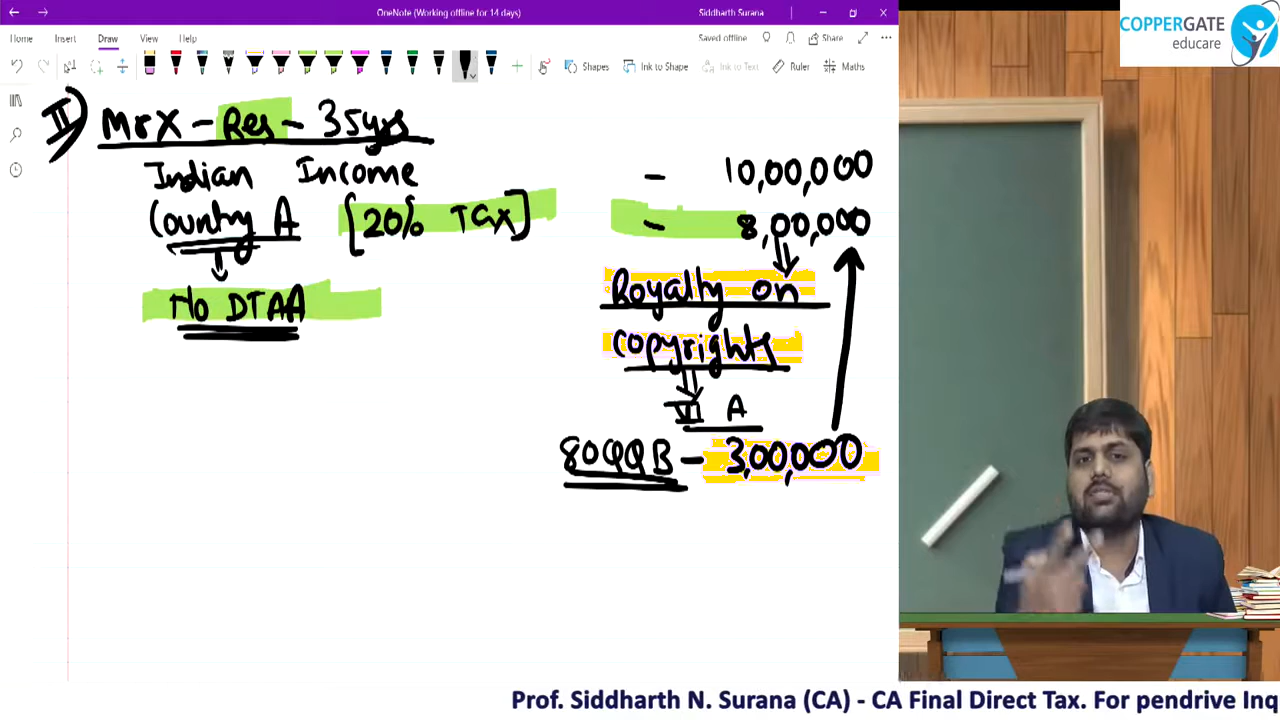 OneNote (Working offline for 14 days)
Siddharth Surana
Home Insert Draw View Help
Saved offline
Share
Shapes
Ink to Shape
Ink to Text
Ruler
Maths
II) Mr X - Res - 35yrs
Indian Income - 10,00,000
Country A [20% Tax] - 8,00,000
No DTAA
Royalty on
Copyrights
VI A
80QQB - 3,00,000
COPPERGATE
educare
Prof. Siddharth N. Surana (CA) - CA Final Direct Tax. For pendrive Inq